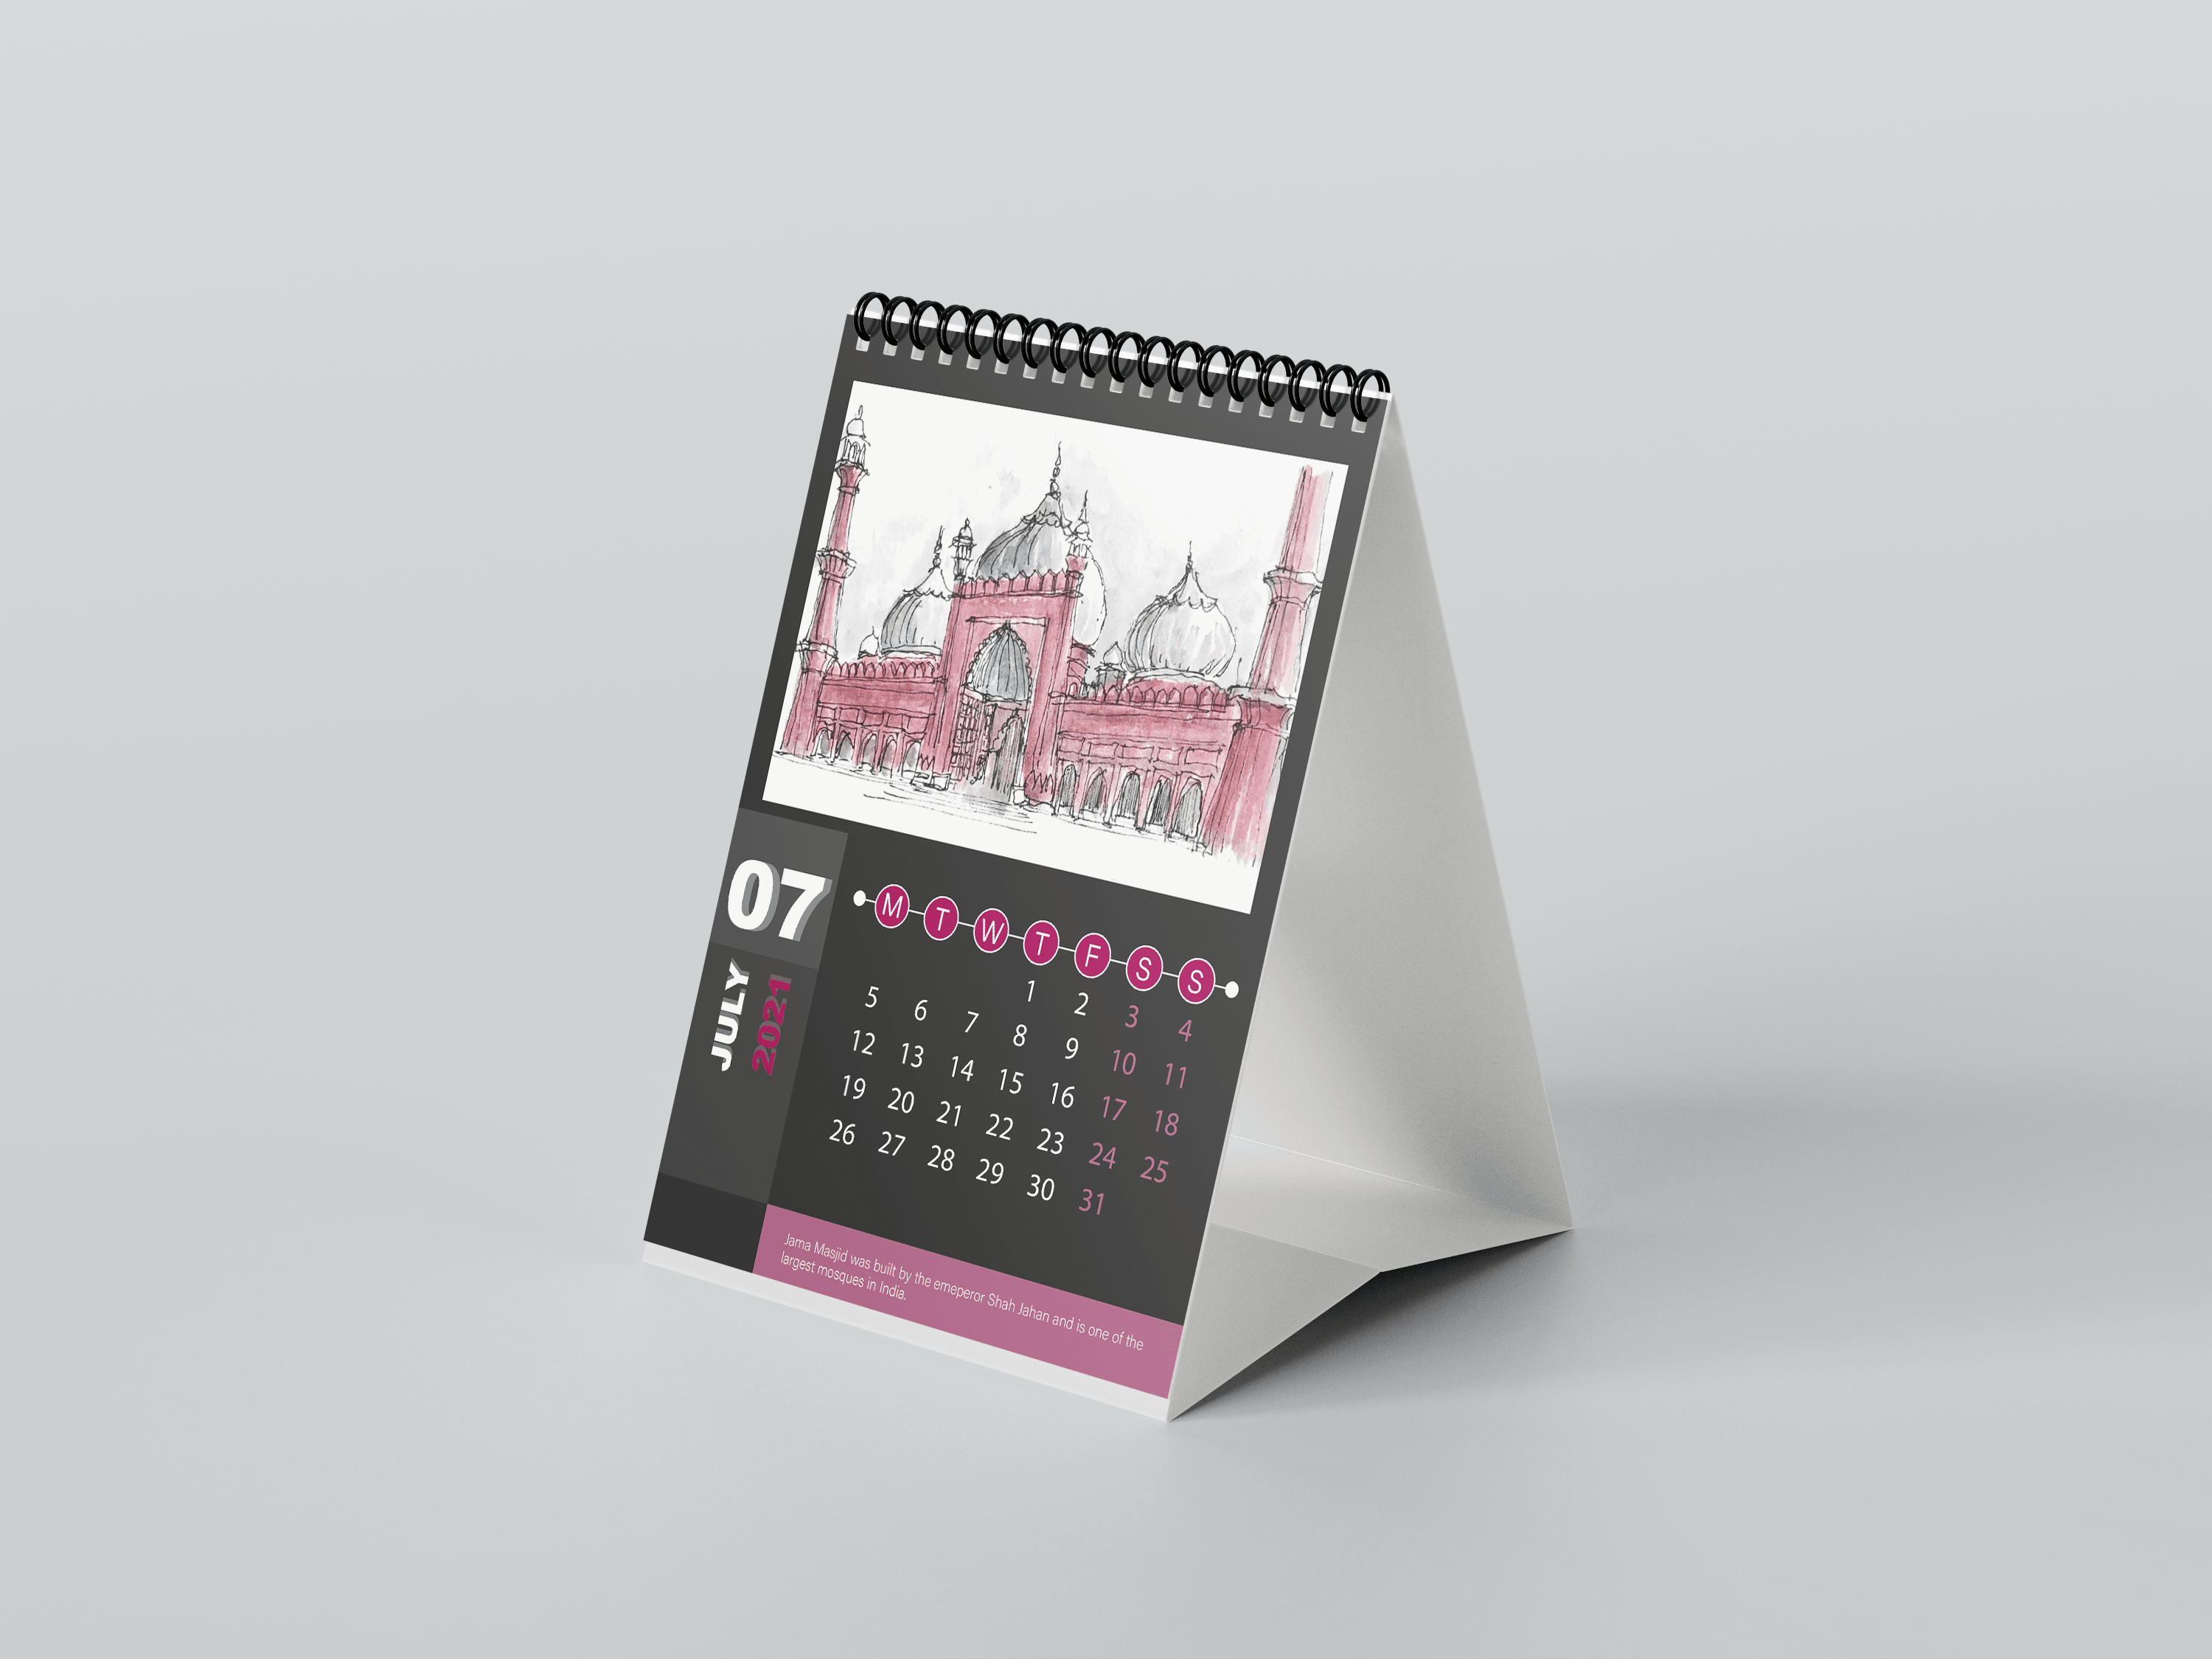 07
JULY
2021
M T W T F S S
1 2 3 4
5 6 7 8 9 10 11
12 13 14 15 16 17 18
19 20 21 22 23 24 25
26 27 28 29 30 31
Jama Masjid was built by the emeperor Shah Jahan and is one of the
largest mosques in India.